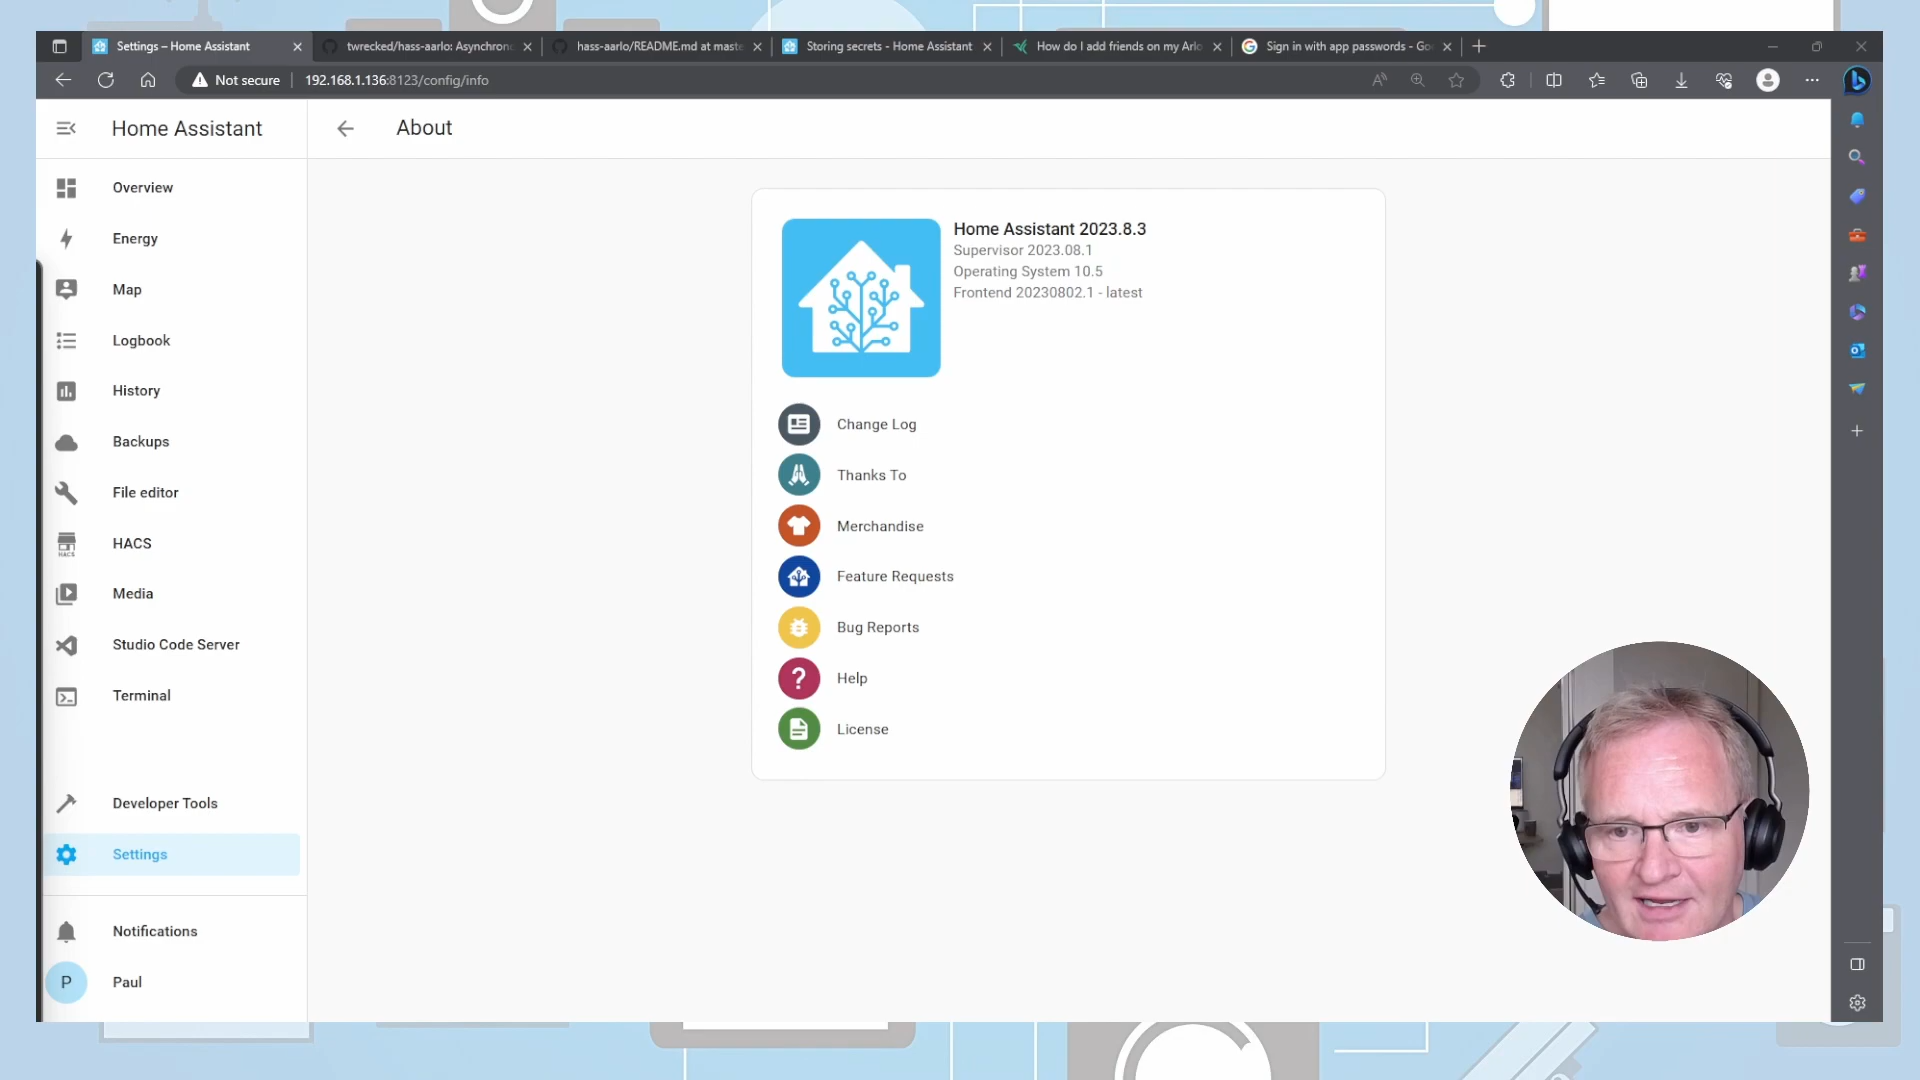 Settings – Home Assistant
twrecked/hass-aarlo: Asynchron
hass-aarlo/README.md at maste
Storing secrets - Home Assistant
How do I add friends on my Arlo
Sign in with app passwords - Goo
Not secure
192.168.1.136:8123/config/info
Home Assistant
About
Overview
Energy
Map
Logbook
History
Backups
File editor
HACS
Media
Studio Code Server
Terminal
Developer Tools
Settings
Notifications
P
Paul
Home Assistant 2023.8.3
Supervisor 2023.08.1
Operating System 10.5
Frontend 20230802.1 - latest
Change Log
Thanks To
Merchandise
Feature Requests
Bug Reports
Help
License